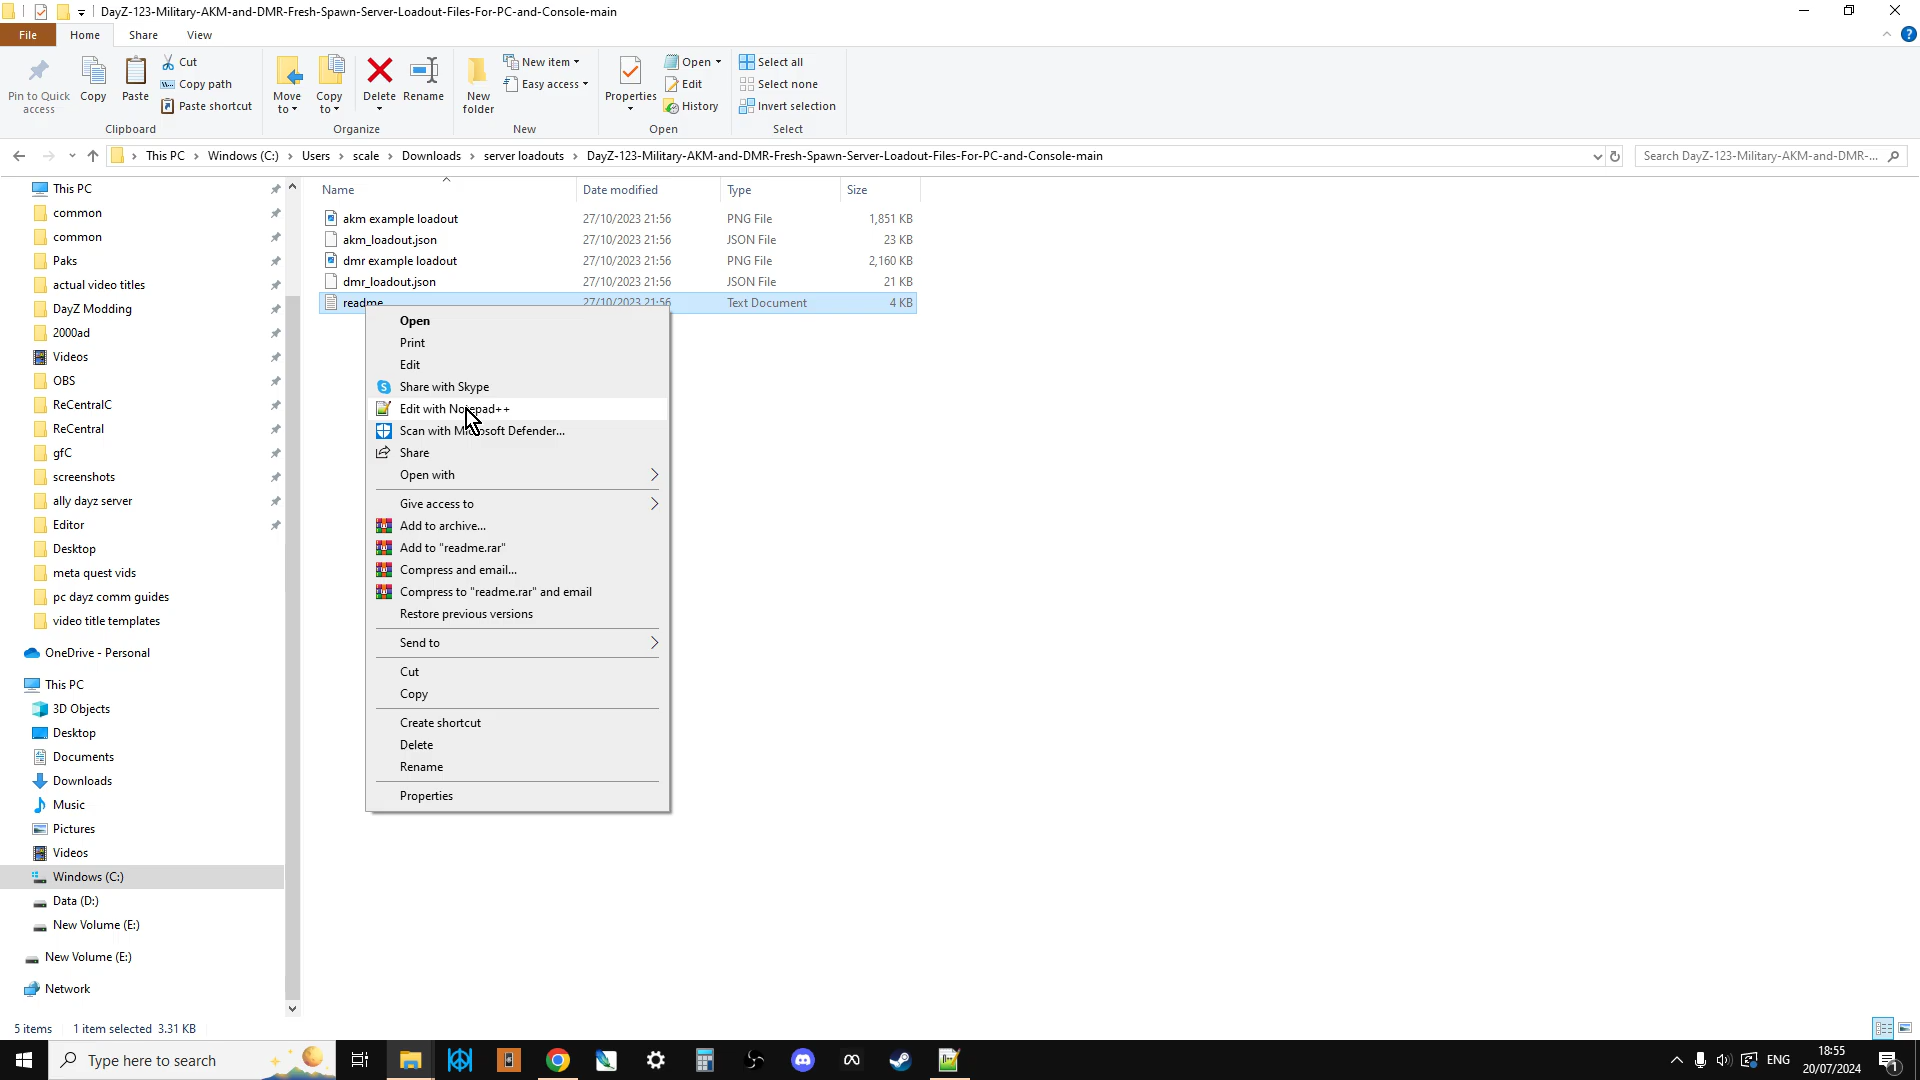 DayZ-123-Military-AKM-and-DMR-Fresh-Spawn-Server-Loadout-Files-For-PC-and-Console-main
File Home Share View
Pin to Quick access
Copy
Paste
Cut
Copy path
Paste shortcut
Clipboard
Move to
Copy to
Delete
Rename
Organize
New folder
New item
Easy access
New
Properties
Open
Edit
History
Open
Select all
Select none
Invert selection
Select
This PC > Windows (C:) > Users > scale > Downloads > server loadouts > DayZ-123-Military-AKM-and-DMR-Fresh-Spawn-Server-Loadout-Files-For-PC-and-Console-main
Search DayZ-123-Military-AKM-and-DMR-...
This PC
common
common
Paks
actual video titles
DayZ Modding
2000ad
Videos
OBS
ReCentralC
ReCentral
gfC
screenshots
ally dayz server
Editor
Desktop
meta quest vids
pc dayz comm guides
video title templates
OneDrive - Personal
This PC
3D Objects
Desktop
Documents
Downloads
Music
Pictures
Videos
Windows (C:)
Data (D:)
New Volume (E:)
New Volume (E:)
Network
Name Date modified Type Size
akm example loadout 27/10/2023 21:56 PNG File 1,851 KB
akm_loadout.json 27/10/2023 21:56 JSON File 23 KB
dmr example loadout 27/10/2023 21:56 PNG File 2,160 KB
dmr_loadout.json 27/10/2023 21:56 JSON File 21 KB
readme 27/10/2023 21:56 Text Document 4 KB
Open
Print
Edit
Share with Skype
Edit with Notepad++
Scan with Microsoft Defender...
Share
Open with
Give access to
Add to archive...
Add to "readme.rar"
Compress and email...
Compress to "readme.rar" and email
Restore previous versions
Send to
Cut
Copy
Create shortcut
Delete
Rename
Properties
5 items 1 item selected 3.31 KB
Type here to search
ENG
18:55
20/07/2024
1